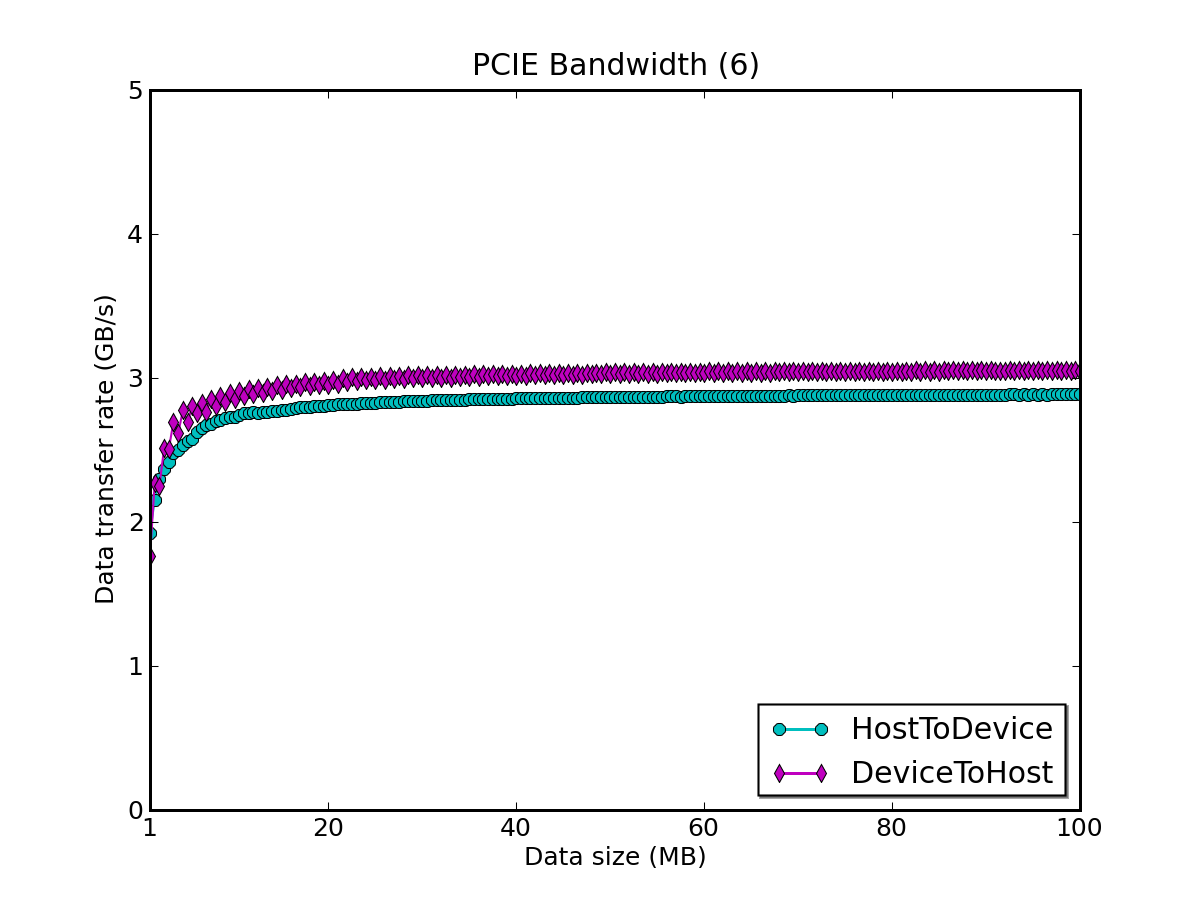 PCIE Bandwidth (6)
Data transfer rate (GB/s)
5
4
3
2
1
0
HostToDevice
DeviceToHost
1 20 40 60 80 100
Data size (MB)